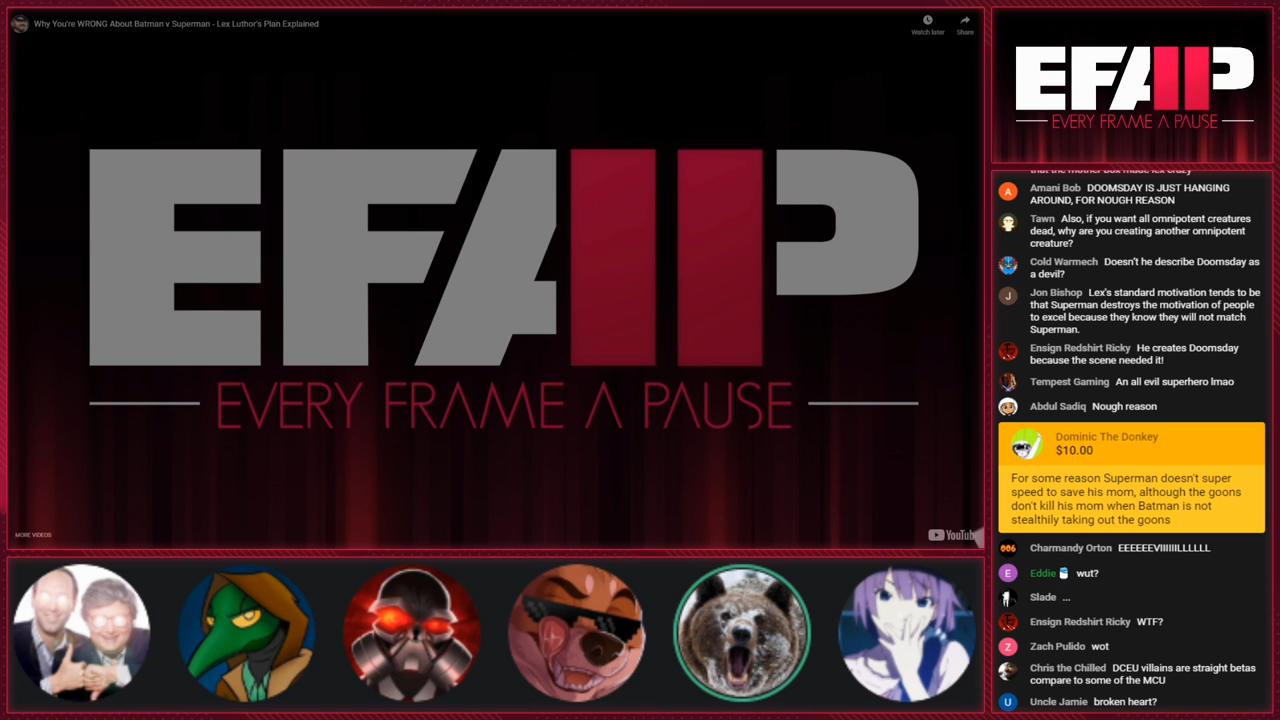 Why You're WRONG About Batman v Superman - Lex Luthor's Plan Explained
Watch later
Share
EFAP
EVERY FRAME A PAUSE
MORE VIDEOS
YouTube
EFAP
EVERY FRAME A PAUSE
that the mother box made lex crazy
Amani Bob DOOMSDAY IS JUST HANGING
AROUND, FOR NOUGH REASON
Tawn Also, if you want all omnipotent creatures
dead, why are you creating another omnipotent
creature?
Cold Warmech Doesn't he describe Doomsday as
a devil?
J
Jon Bishop Lex's standard motivation tends to be
that Superman destroys the motivation of people
to excel because they know they will not match
Superman.
Ensign Redshirt Ricky He creates Doomsday
because the scene needed it!
Tempest Gaming An all evil superhero lmao
Abdul Sadiq Nough reason
Dominic The Donkey
$10.00
For some reason Superman doesn't super
speed to save his mom, although the goons
don't kill his mom when Batman is not
stealthily taking out the goons
Charmandy Orton EEEEEEVIIIIIILLLLLL
E
Eddie wut?
Slade ...
Ensign Redshirt Ricky WTF?
Z
Zach Pulido wot
Chris the Chilled DCEU villains are straight betas
compare to some of the MCU
U
Uncle Jamie broken heart?